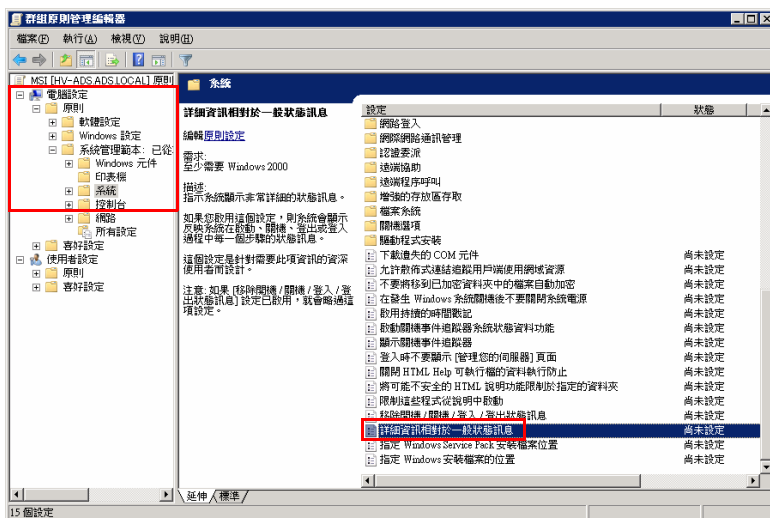 群組原則管理編輯器
檔案(F) 執行(A) 檢視(V) 說明(H)
MSI [HV-ADS.ADS.LOCAL] 原則
電腦設定
原則
軟體設定
Windows 設定
系統管理範本: 已從
Windows 元件
印表機
系統
控制台
網路
所有設定
喜好設定
使用者設定
原則
喜好設定
系統
詳細資訊相對於一般狀態訊息
編輯原則設定
需求:
至少需要 Windows 2000
描述:
指示系統顯示非常詳細的狀態訊息。
如果您啟用這個設定，則系統會顯示
反映系統在啟動、關機、登出或登入
過程中每一個步驟的狀態訊息。
這個設定是針對需要此項資訊的資深
使用者而設計。
注意: 如果 [移除開機 / 關機 / 登入 / 登
出狀態訊息] 設定已啟用，就會略過這
項設定。
設定 狀態
網路登入
網際網路通訊管理
認證委派
遠端協助
遠端程序呼叫
增強的存放區存取
檔案系統
關機選項
驅動程式安裝
下載遺失的 COM 元件 尚未設定
允許散佈式連結追蹤用戶端使用網域資源 尚未設定
不要將移到已加密資料夾中的檔案自動加密 尚未設定
在發生 Windows 系統關機後不要關閉系統電源 尚未設定
啟用持續的時間戳記 尚未設定
啟動關機事件追蹤器系統狀態資料功能 尚未設定
顯示關機事件追蹤器 尚未設定
登入時不要顯示 [管理您的伺服器] 頁面 尚未設定
關閉 HTML Help 可執行檔的資料執行防止 尚未設定
將可能不安全的 HTML 說明功能限制於指定的資料夾 尚未設定
限制這些程式從說明中啟動 尚未設定
移除開機 / 關機 / 登入 / 登出狀態訊息 尚未設定
詳細資訊相對於一般狀態訊息 尚未設定
指定 Windows Service Pack 安裝檔案位置 尚未設定
指定 Windows 安裝檔案的位置 尚未設定
延伸 標準
15 個設定